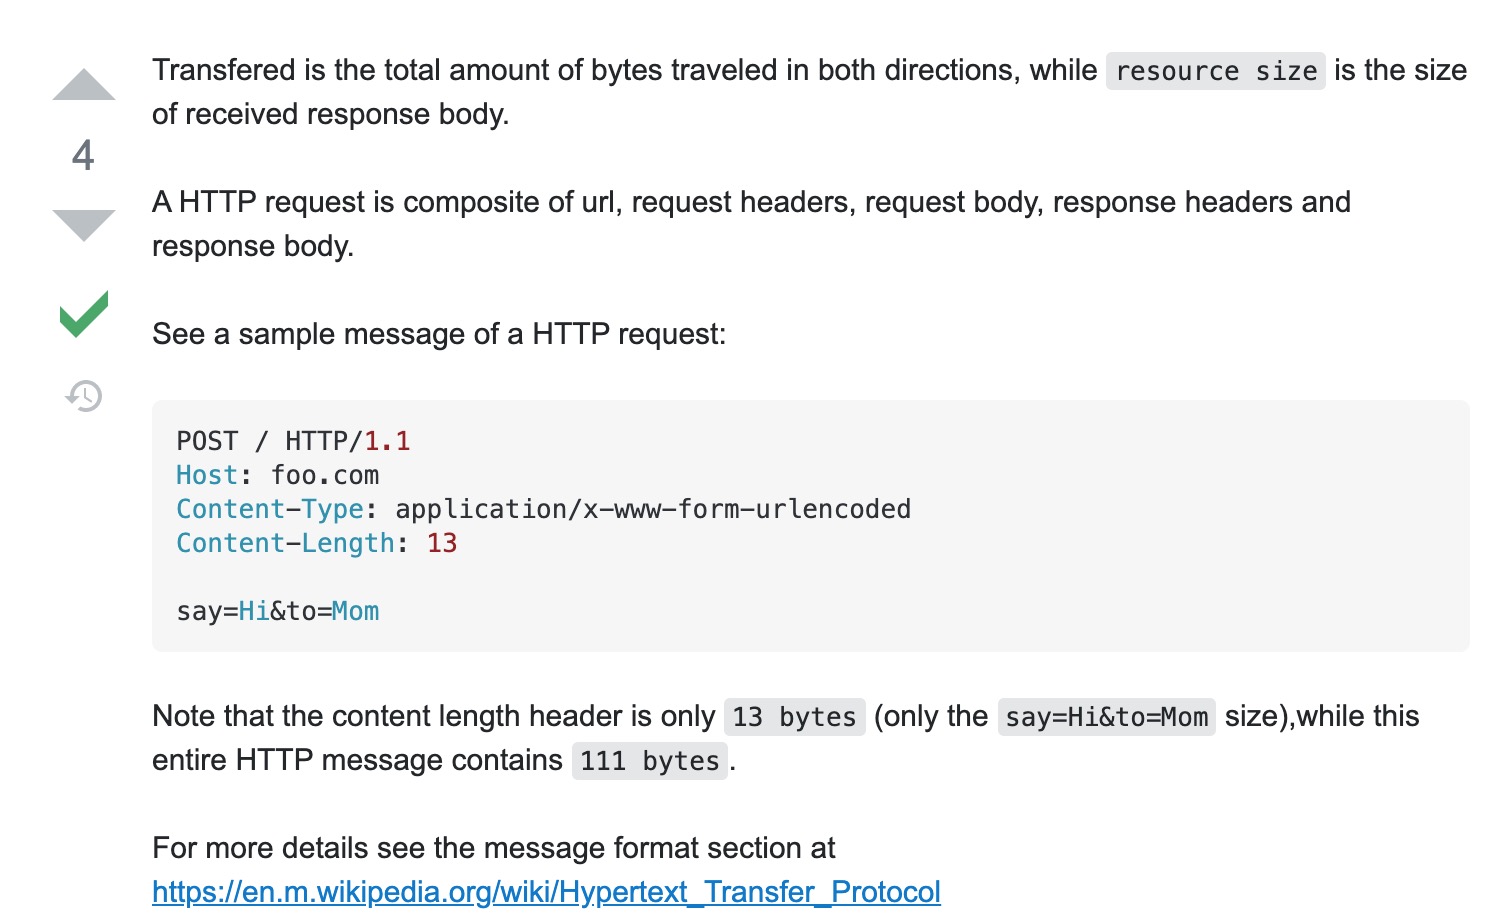 Transfered is the total amount of bytes traveled in both directions, while resource size is the size
of received response body.
4
A HTTP request is composite of url, request headers, request body, response headers and
response body.
See a sample message of a HTTP request:
POST / HTTP/1.1
Host: foo.com
Content-Type: application/x-www-form-urlencoded
Content-Length: 13
say=Hi&to=Mom
Note that the content length header is only 13 bytes (only the say=Hi&to=Mom size),while this
entire HTTP message contains 111 bytes.
For more details see the message format section at
https://en.m.wikipedia.org/wiki/Hypertext_Transfer_Protocol